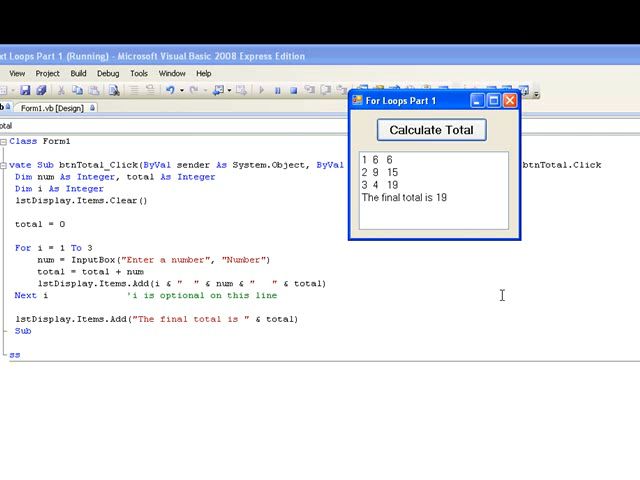 xt Loops Part 1 (Running) - Microsoft Visual Basic 2008 Express Edition
View Project Build Debug Tools Window Help
Form1.vb [Design]
otal
Class Form1
vate Sub btnTotal_Click(ByVal sender As System.Object, ByVal btnTotal.Click
Dim num As Integer, total As Integer
Dim i As Integer
lstDisplay.Items.Clear()
total = 0
For i = 1 To 3
num = InputBox("Enter a number", "Number")
total = total + num
lstDisplay.Items.Add(i & "  " & num & "   " & total)
Next i 'i is optional on this line
lstDisplay.Items.Add("The final total is " & total)
Sub
ss
For Loops Part 1
Calculate Total
1 6 6
2 9 15
3 4 19
The final total is 19